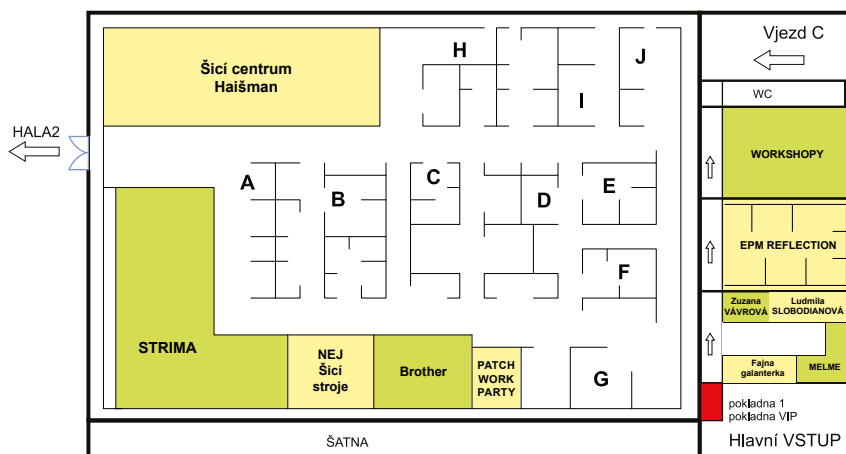 Vjezd C
H
J
Šicí centrum
Haišman
I
WC
HALA2
WORKSHOPY
A
B
C
D
E
EPM REFLECTION
F
Zuzana
VÁVROVÁ
Ludmila
SLOBODIANOVÁ
STRIMA
NEJ
Šicí
stroje
Brother
PATCH
WORK
PARTY
G
Fajna
galanterka
MELME
pokladna 1
pokladna VIP
ŠATNA
Hlavní VSTUP